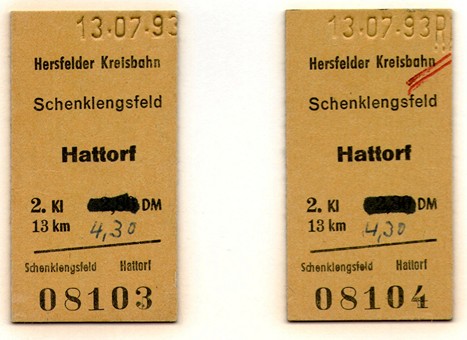 13.07.93
Hersfelder Kreisbahn
Schenklengsfeld
Hattorf
2. Kl DM
13 km 4,30
Schenklengsfeld Hattorf
08103
13.07.93R
Hersfelder Kreisbahn
Schenklengsfeld
Hattorf
2. Kl DM
13 km 4,30
Schenklengsfeld Hattorf
08104